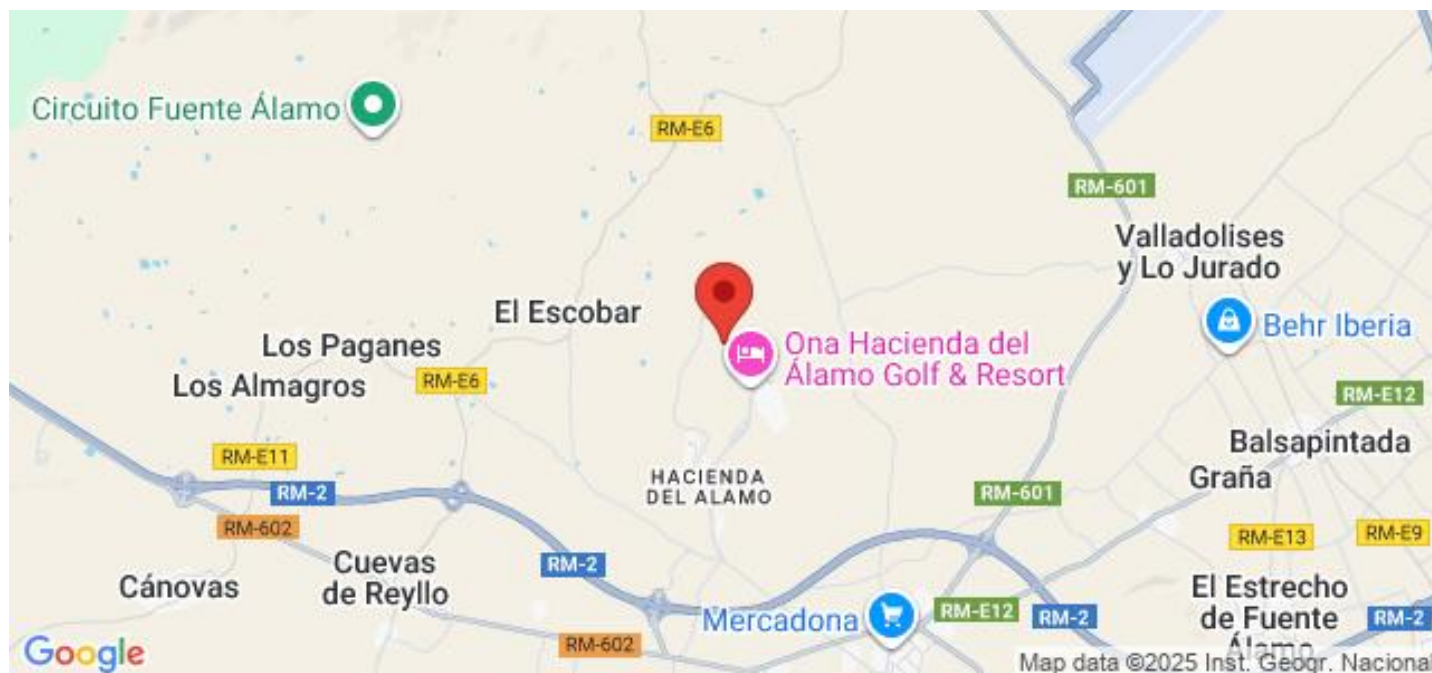 Circuito Fuente Álamo
RM-E6
RM-601
Valladolises
y Lo Jurado
El Escobar
Behr Iberia
Los Paganes
Ona Hacienda del
Álamo Golf & Resort
Los Almagros
RM-E6
RM-E12
Balsapintada
RM-E11
Graña
HACIENDA
DEL ALAMO
RM-2
RM-601
RM-602
RM-E13
RM-E9
Cuevas
de Reyllo
RM-2
Cánovas
El Estrecho
de Fuente
Álamo
Mercadona
RM-E12
RM-2
RM-2
RM-602
Google
Map data ©2025 Inst. Geogr. Nacional